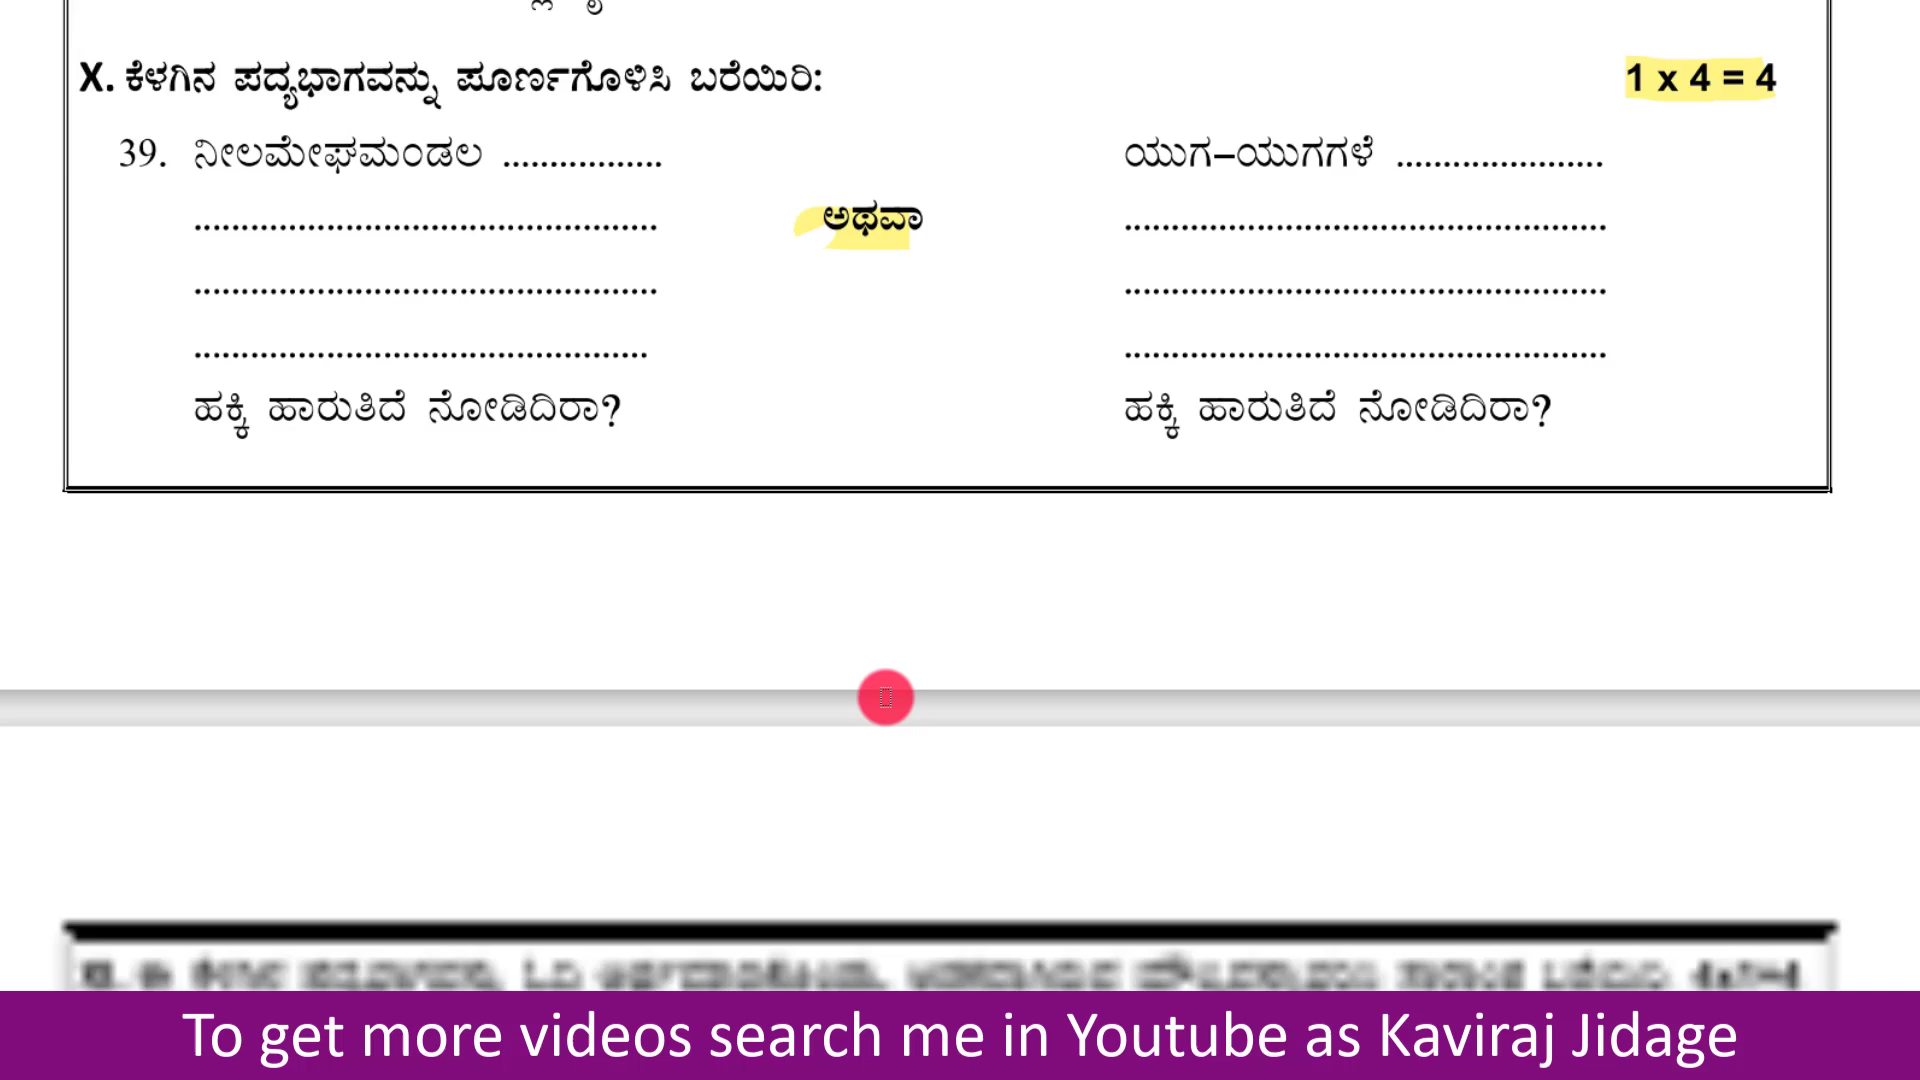 X. ಕೆಳಗಿನ ಪದ್ಯಭಾಗವನ್ನು ಪೂರ್ಣಗೊಳಿಸಿ ಬರೆಯಿರಿ: 1 x 4 = 4
39. ನೀಲಮೇಘಮಂಡಲ ................. ಯುಗ–ಯುಗಗಳೆ ......................
................................................. ಅಥವಾ ...................................................
................................................. ...................................................
................................................ ...................................................
ಹಕ್ಕಿ ಹಾರುತಿದೆ ನೋಡಿದಿರಾ? ಹಕ್ಕಿ ಹಾರುತಿದೆ ನೋಡಿದಿರಾ?
To get more videos search me in Youtube as Kaviraj Jidage